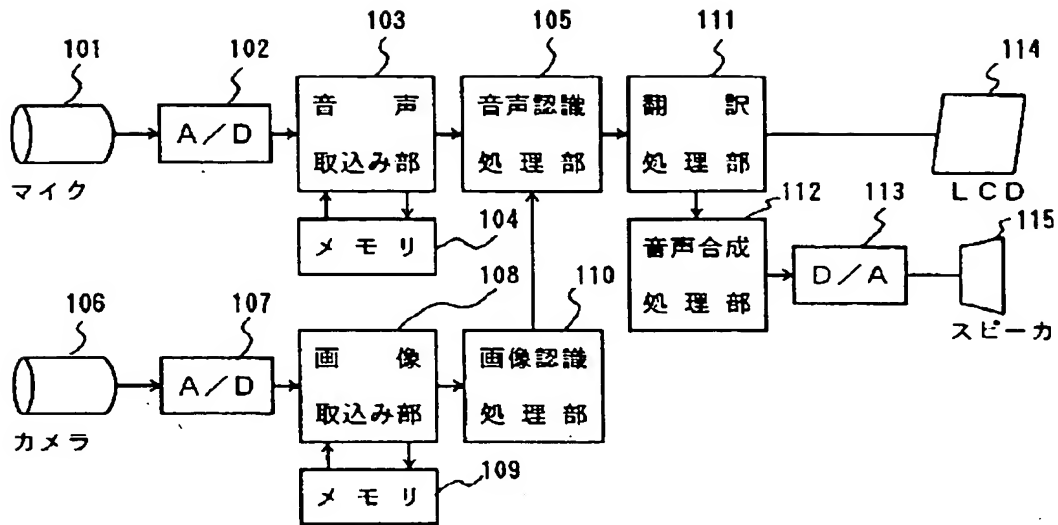 101
102
103
105
111
114
マイク
A/D
音声
取込み部
音声認識
処理部
翻訳
処理部
LCD
メモリ
104
112
113
115
音声合成
処理部
D/A
スピーカ
106
107
108
110
カメラ
A/D
画像
取込み部
画像認識
処理部
メモリ
109